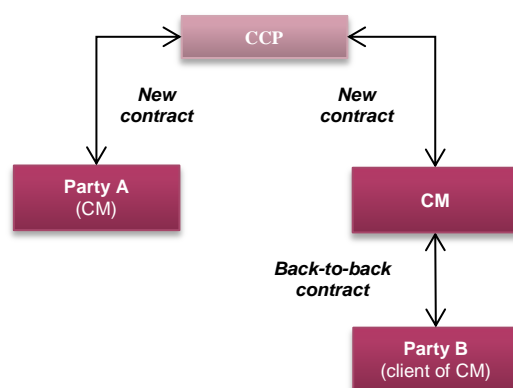 CCP
New
contract
New
contract
Party A
(CM)
CM
Back-to-back
contract
Party B
(client of CM)